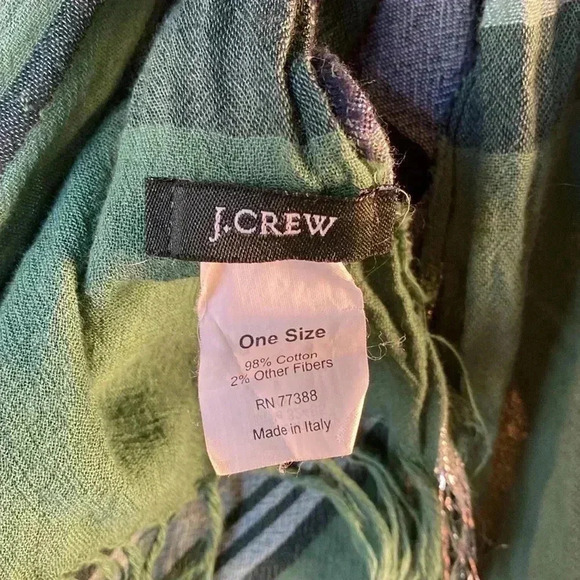 J.CREW
One Size
98% Cotton
2% Other Fibers
RN 77388
Made in Italy